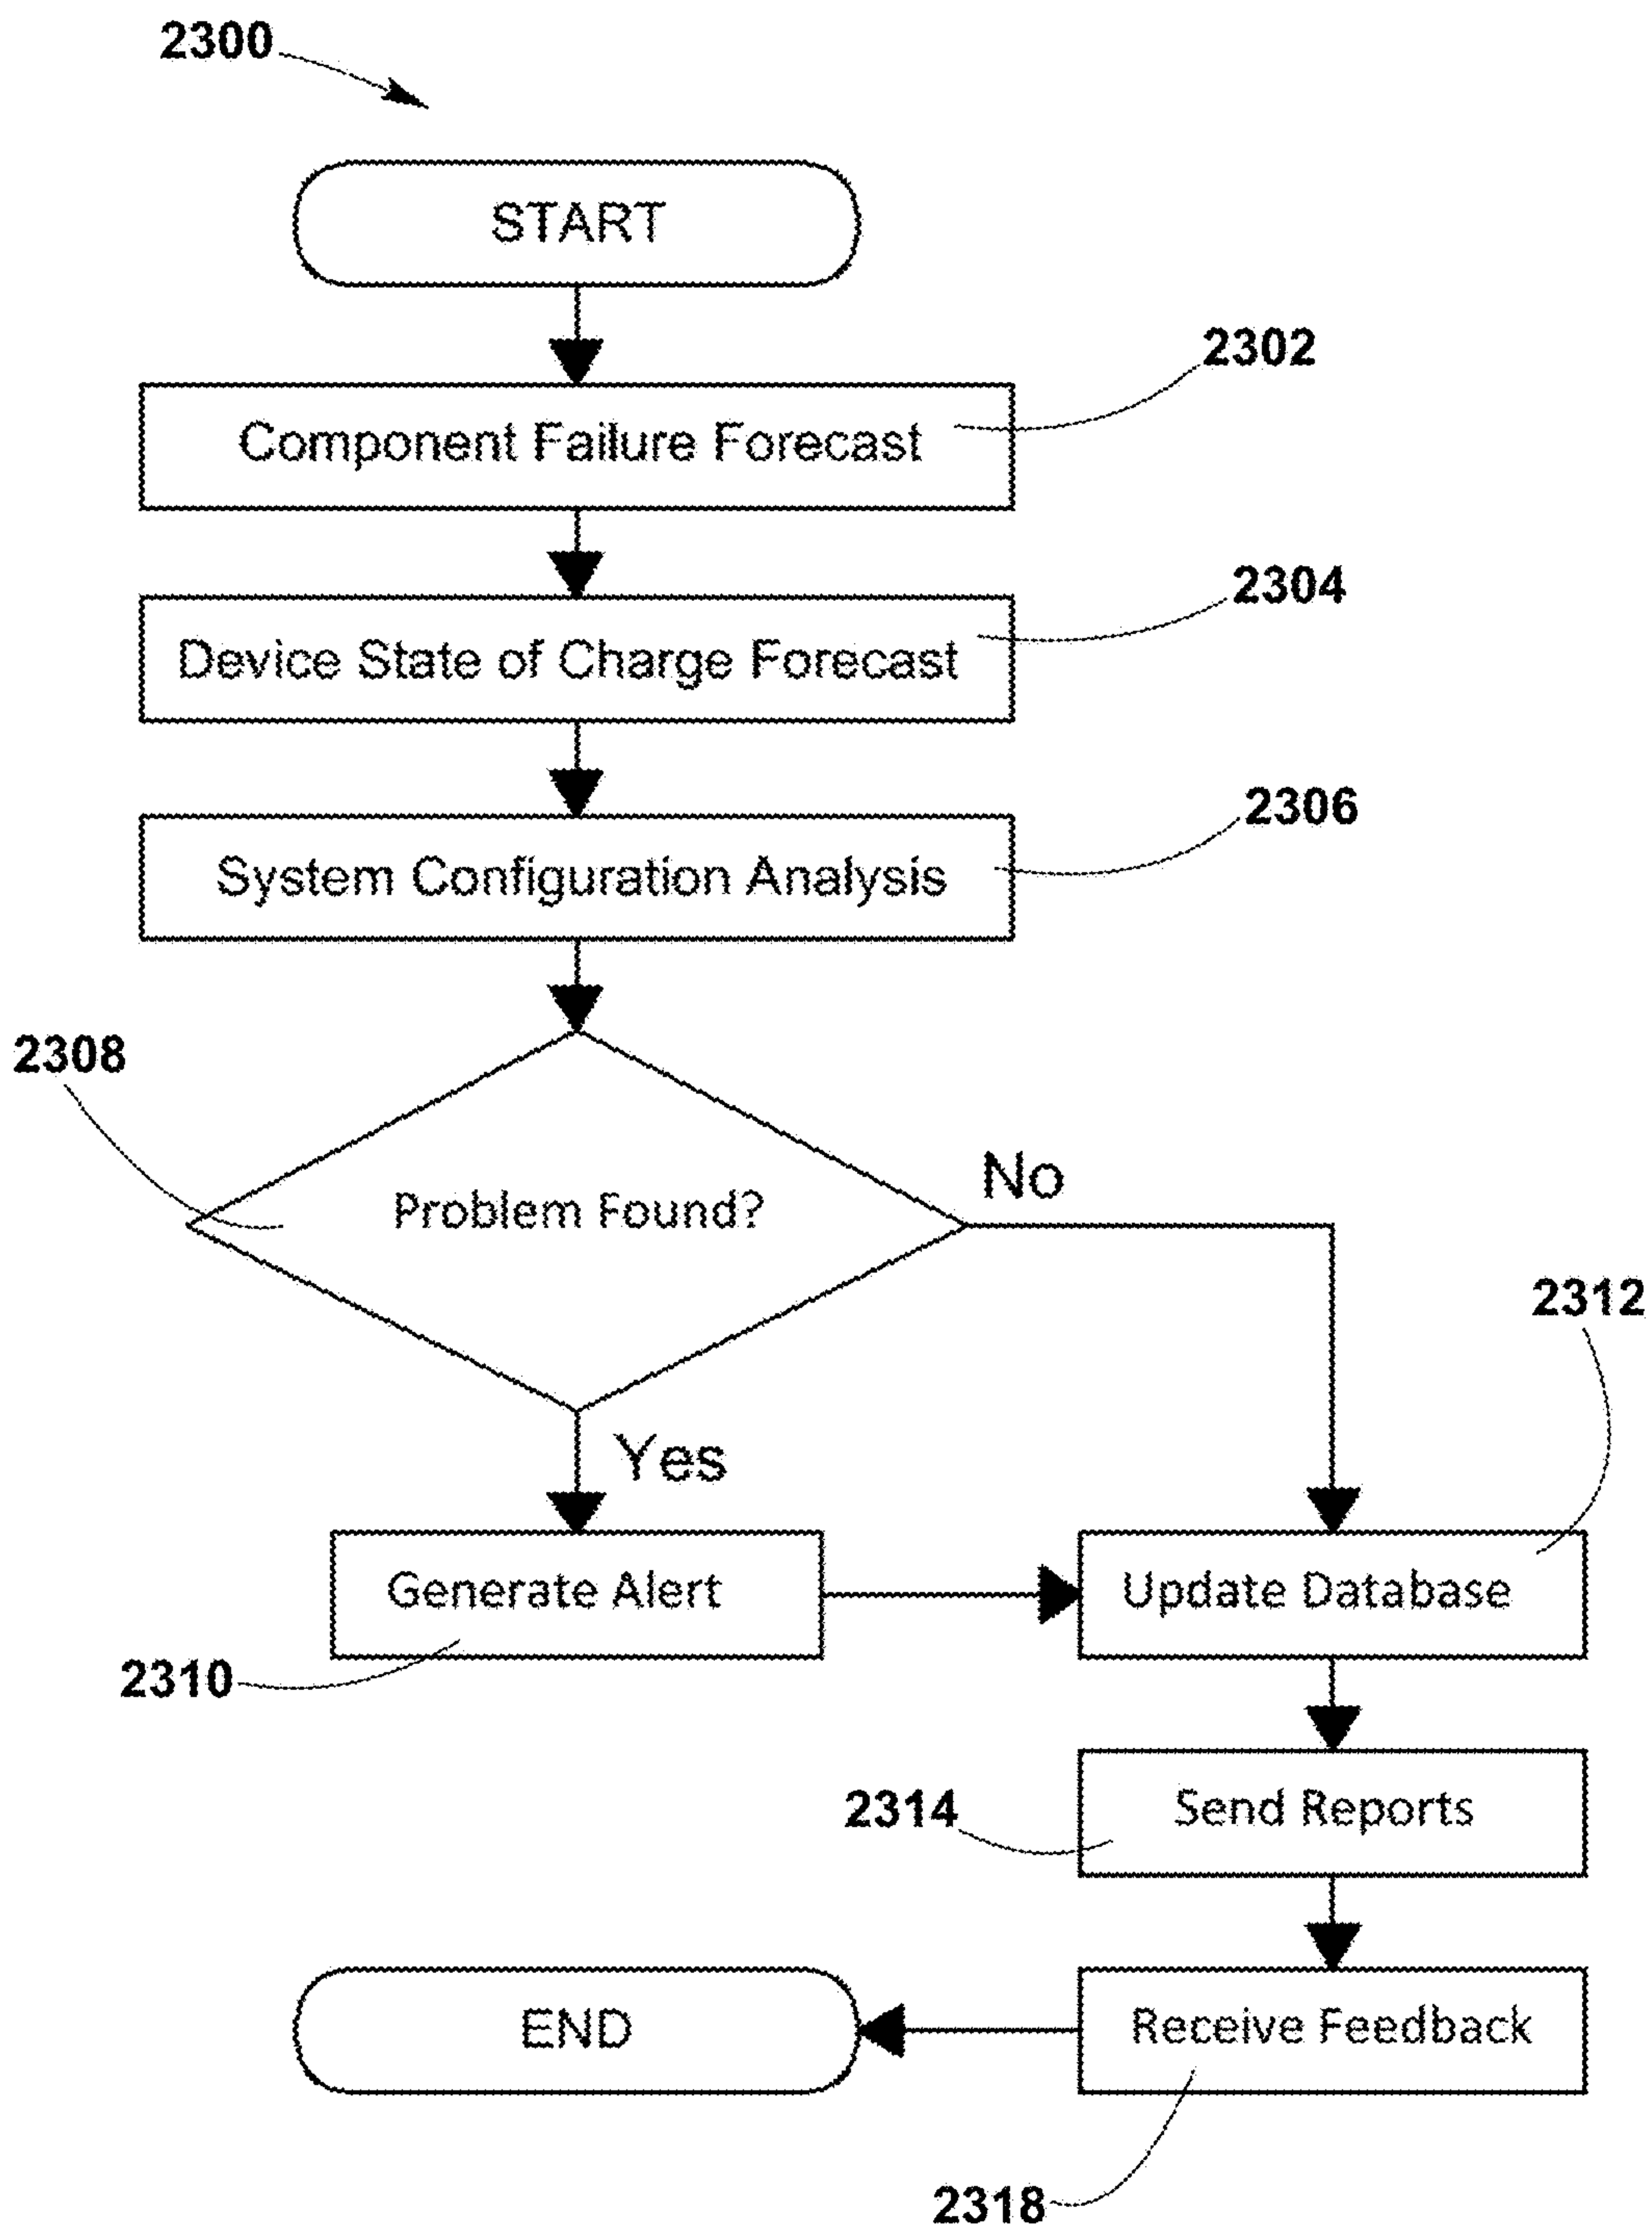 2300
START
2302
Component Failure Forecast
2304
Device State of Charge Forecast
2306
System Configuration Analysis
2308
Problem Found?
No
2312
Yes
Generate Alert
Update Database
2310
2314
Send Reports
END
Receive Feedback
2318